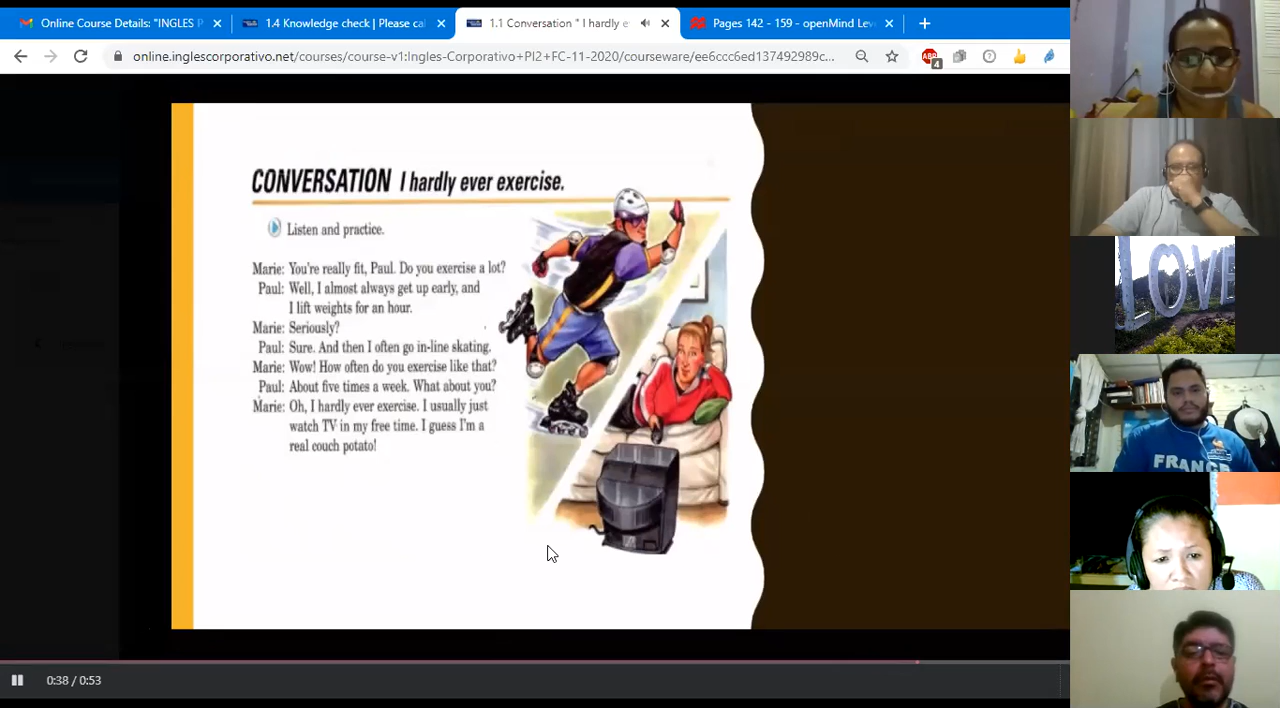 Online Course Details: "INGLES P
1.4 Knowledge check | Please cal
1.1 Conversation " I hardly e
Pages 142 - 159 - openMind Lev
online.inglescorporativo.net/courses/course-v1:Ingles-Corporativo+PI2+FC-11-2020/courseware/ee6ccc6ed137492989c...
ABP
4
CONVERSATION I hardly ever exercise.
Listen and practice.
Marie: You're really fit, Paul. Do you exercise a lot?
Paul: Well, I almost always get up early, and
I lift weights for an hour.
Marie: Seriously?
Paul: Sure. And then I often go in-line skating.
Marie: Wow! How often do you exercise like that?
Paul: About five times a week. What about you?
Marie: Oh, I hardly ever exercise. I usually just
watch TV in my free time. I guess I'm a
real couch potato!
0:38 / 0:53
LOVE
FRANCE